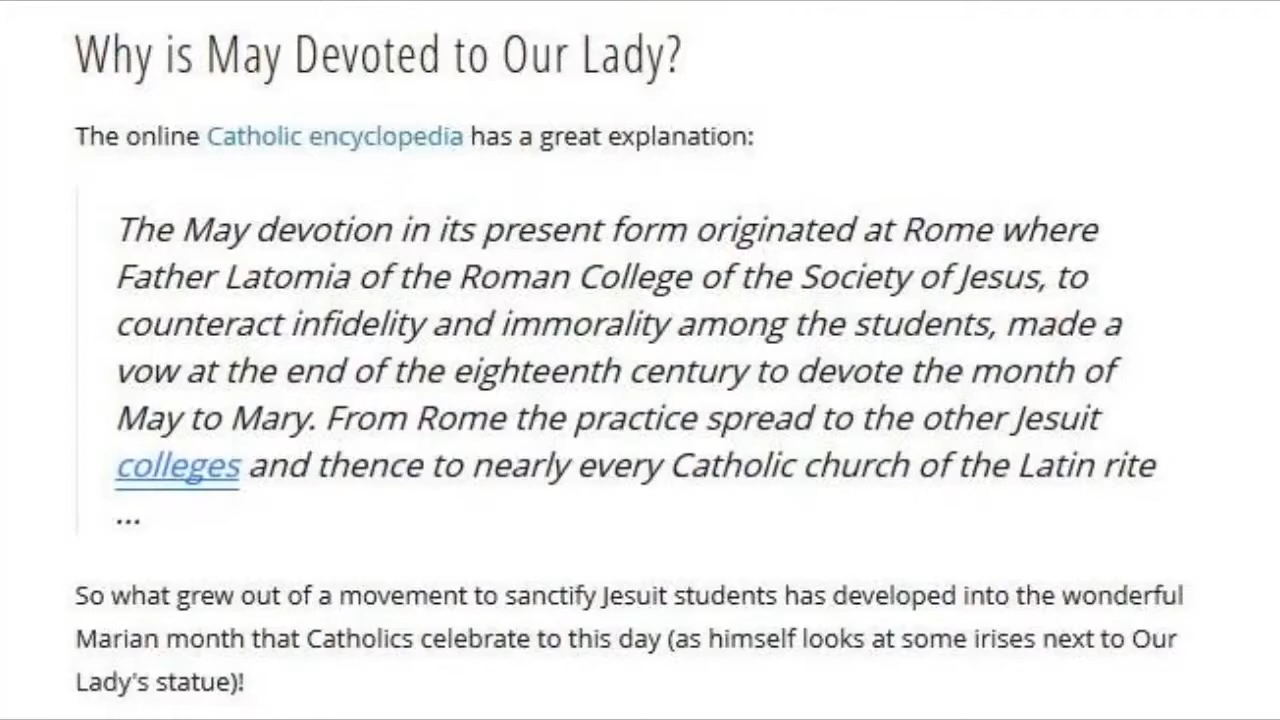 Why is May Devoted to Our Lady?
The online Catholic encyclopedia has a great explanation:
The May devotion in its present form originated at Rome where
Father Latomia of the Roman College of the Society of Jesus, to
counteract infidelity and immorality among the students, made a
vow at the end of the eighteenth century to devote the month of
May to Mary. From Rome the practice spread to the other Jesuit
colleges and thence to nearly every Catholic church of the Latin rite
...
So what grew out of a movement to sanctify Jesuit students has developed into the wonderful
Marian month that Catholics celebrate to this day (as himself looks at some irises next to Our
Lady's statue)!